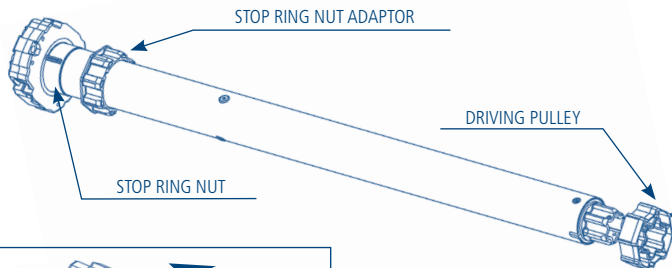 STOP RING NUT ADAPTOR
DRIVING PULLEY
STOP RING NUT